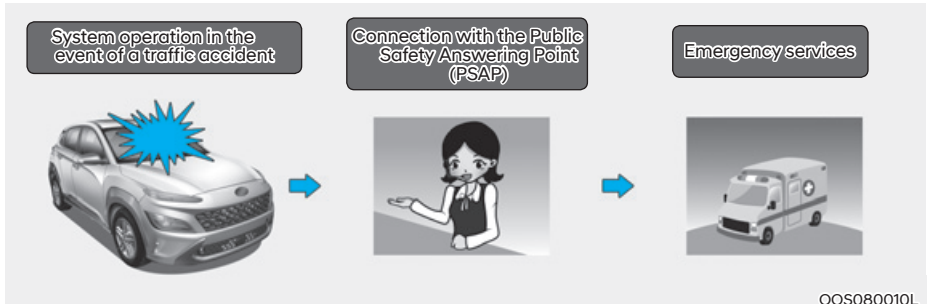 System operation in the
event of a traffic accident
Connection with the Public
Safety Answering Point
(PSAP)
Emergency services
OOS080010L